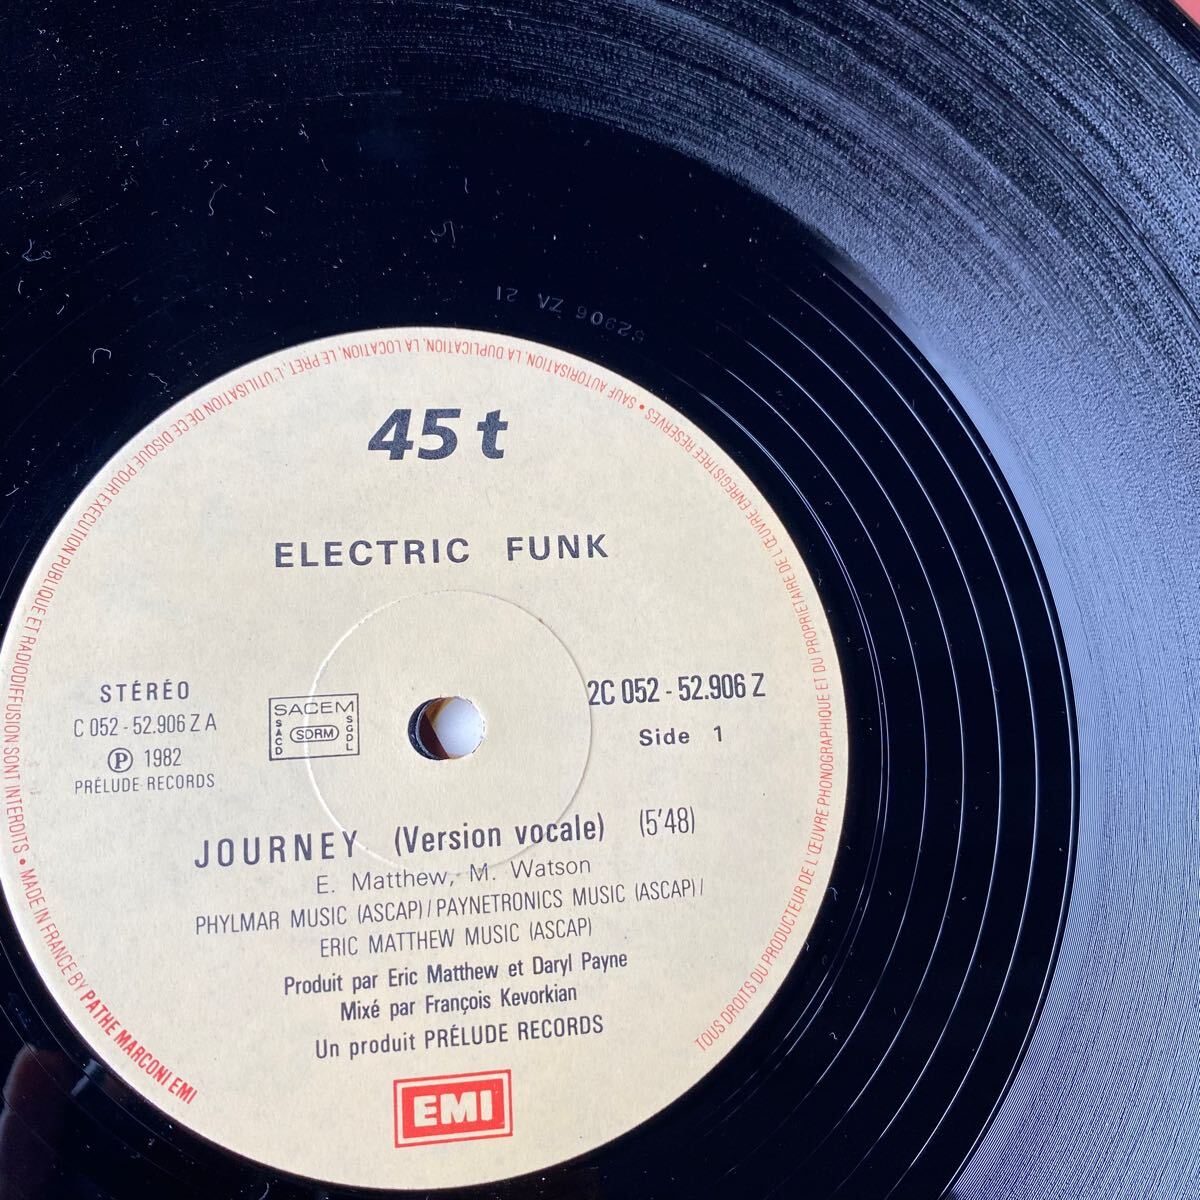 52906 ZA 21
45 t
ELECTRIC FUNK
STÉRÉO
C 052 - 52.906 Z A
Ⓟ 1982
PRÉLUDE RECORDS
SACEM
SACD
SDRM
SGDL
2C 052 - 52.906 Z
Side 1
JOURNEY (Version vocale) (5'48)
E. Matthew, M. Watson
PHYLMAR MUSIC (ASCAP) / PAYNETRONICS MUSIC (ASCAP) /
ERIC MATTHEW MUSIC (ASCAP)
Produit par Eric Matthew et Daryl Payne
Mixé par François Kevorkian
Un produit PRÉLUDE RECORDS
EMI
TOUS DROITS DU PRODUCTEUR DE L'ŒUVRE PHONOGRAPHIQUE ET DU PROPRIETAIRE DE L'ŒUVRE ENREGISTREE RESERVES • SAUF AUTORISATION, LA DUPLICATION, LA LOCATION, LE PRET, L'UTILISATION DE CE DISQUE POUR EXECUTION PUBLIQUE ET RADIODIFFUSION SONT INTERDITS • MADE IN FRANCE BY PATHE MARCONI EMI